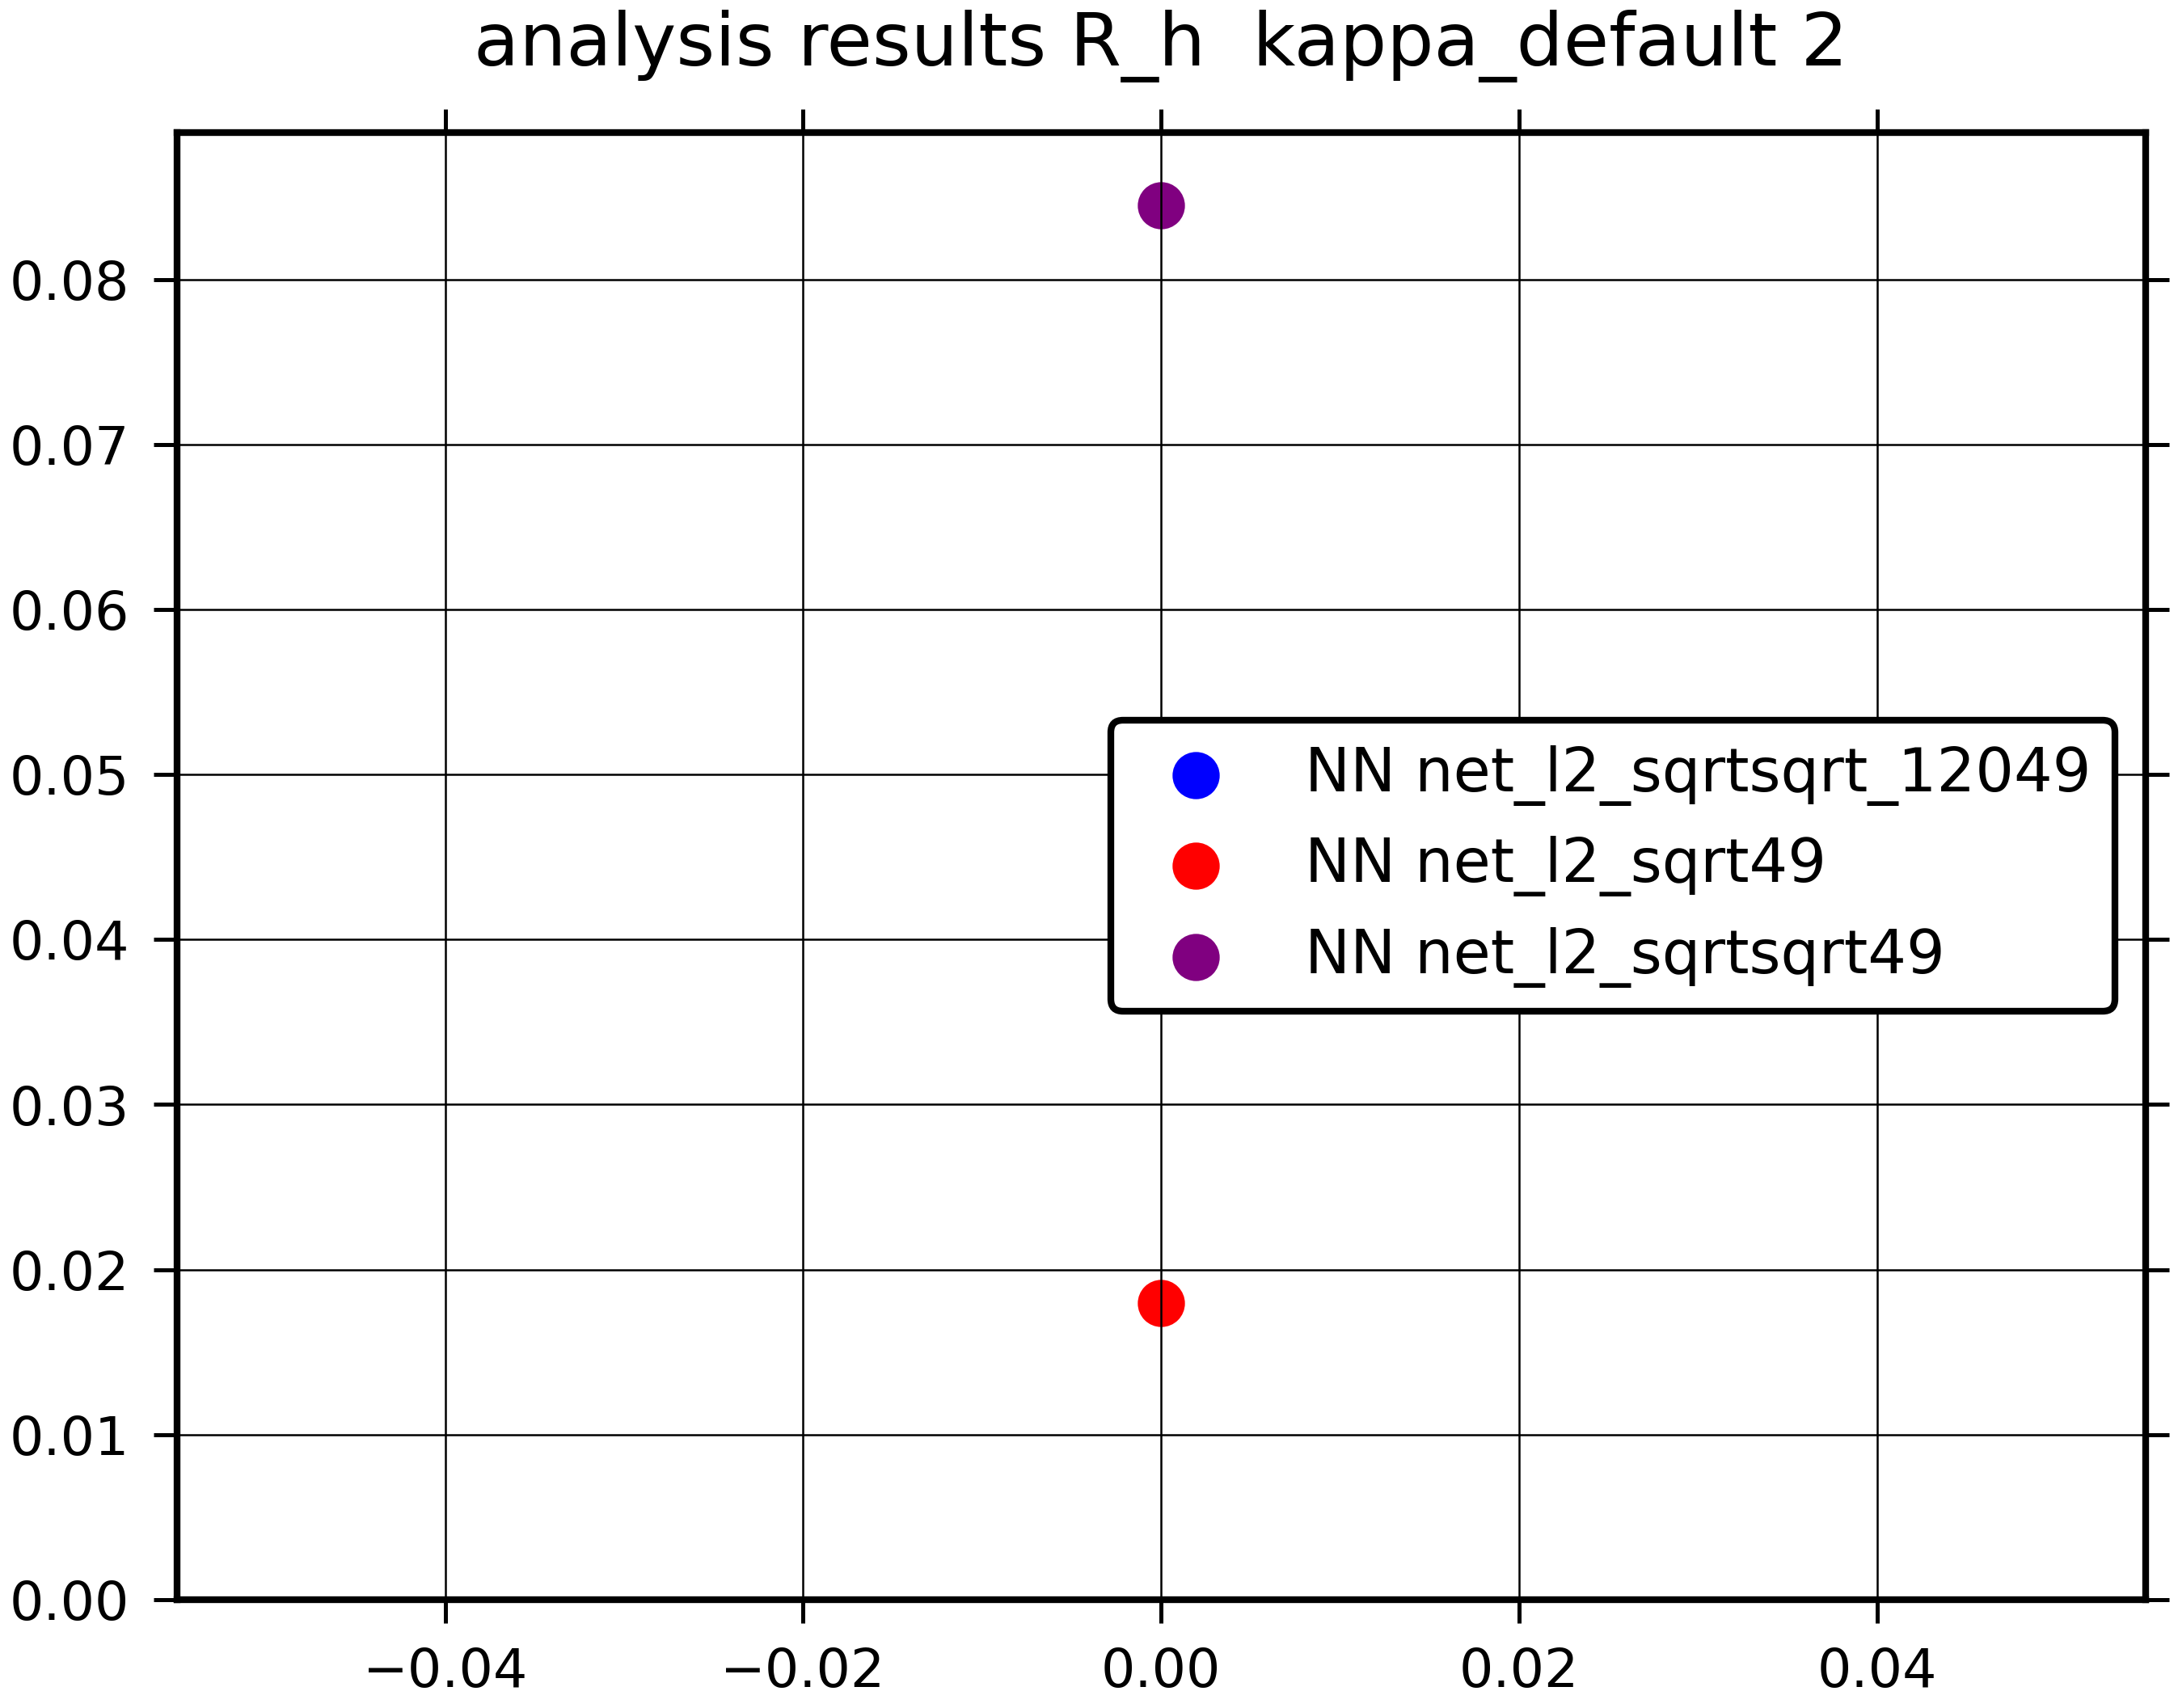 analysis results R_h  kappa_default 2
0.08
0.07
0.06
0.05
0.04
0.03
0.02
0.01
0.00
NN net_l2_sqrtsqrt_12049
NN net_l2_sqrt49
NN net_l2_sqrtsqrt49
−0.04 −0.02 0.00 0.02 0.04